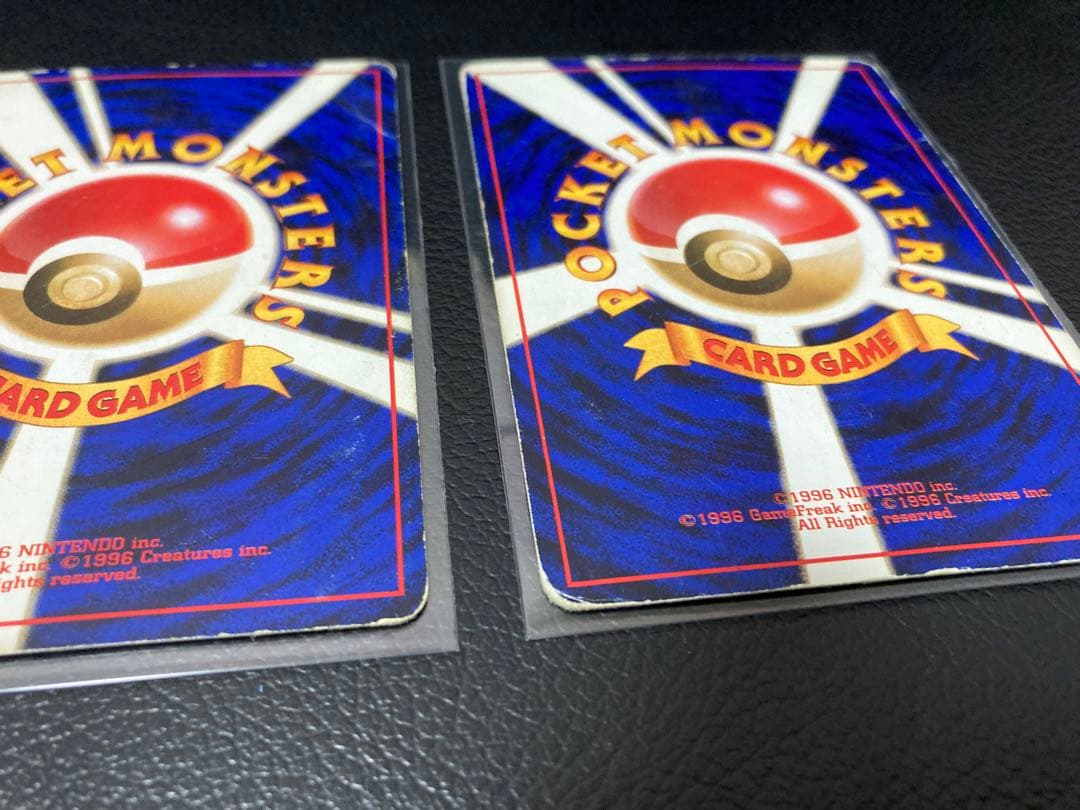 ET MONSTERS
ARD GAME
6 NINTENDO inc.
k inc. ©1996 Creatures inc.
ights reserved.
POCKET MONSTERS
CARD GAME
©1996 NINTENDO inc.
©1996 GameFreak inc. ©1996 Creatures inc.
All Rights reserved.